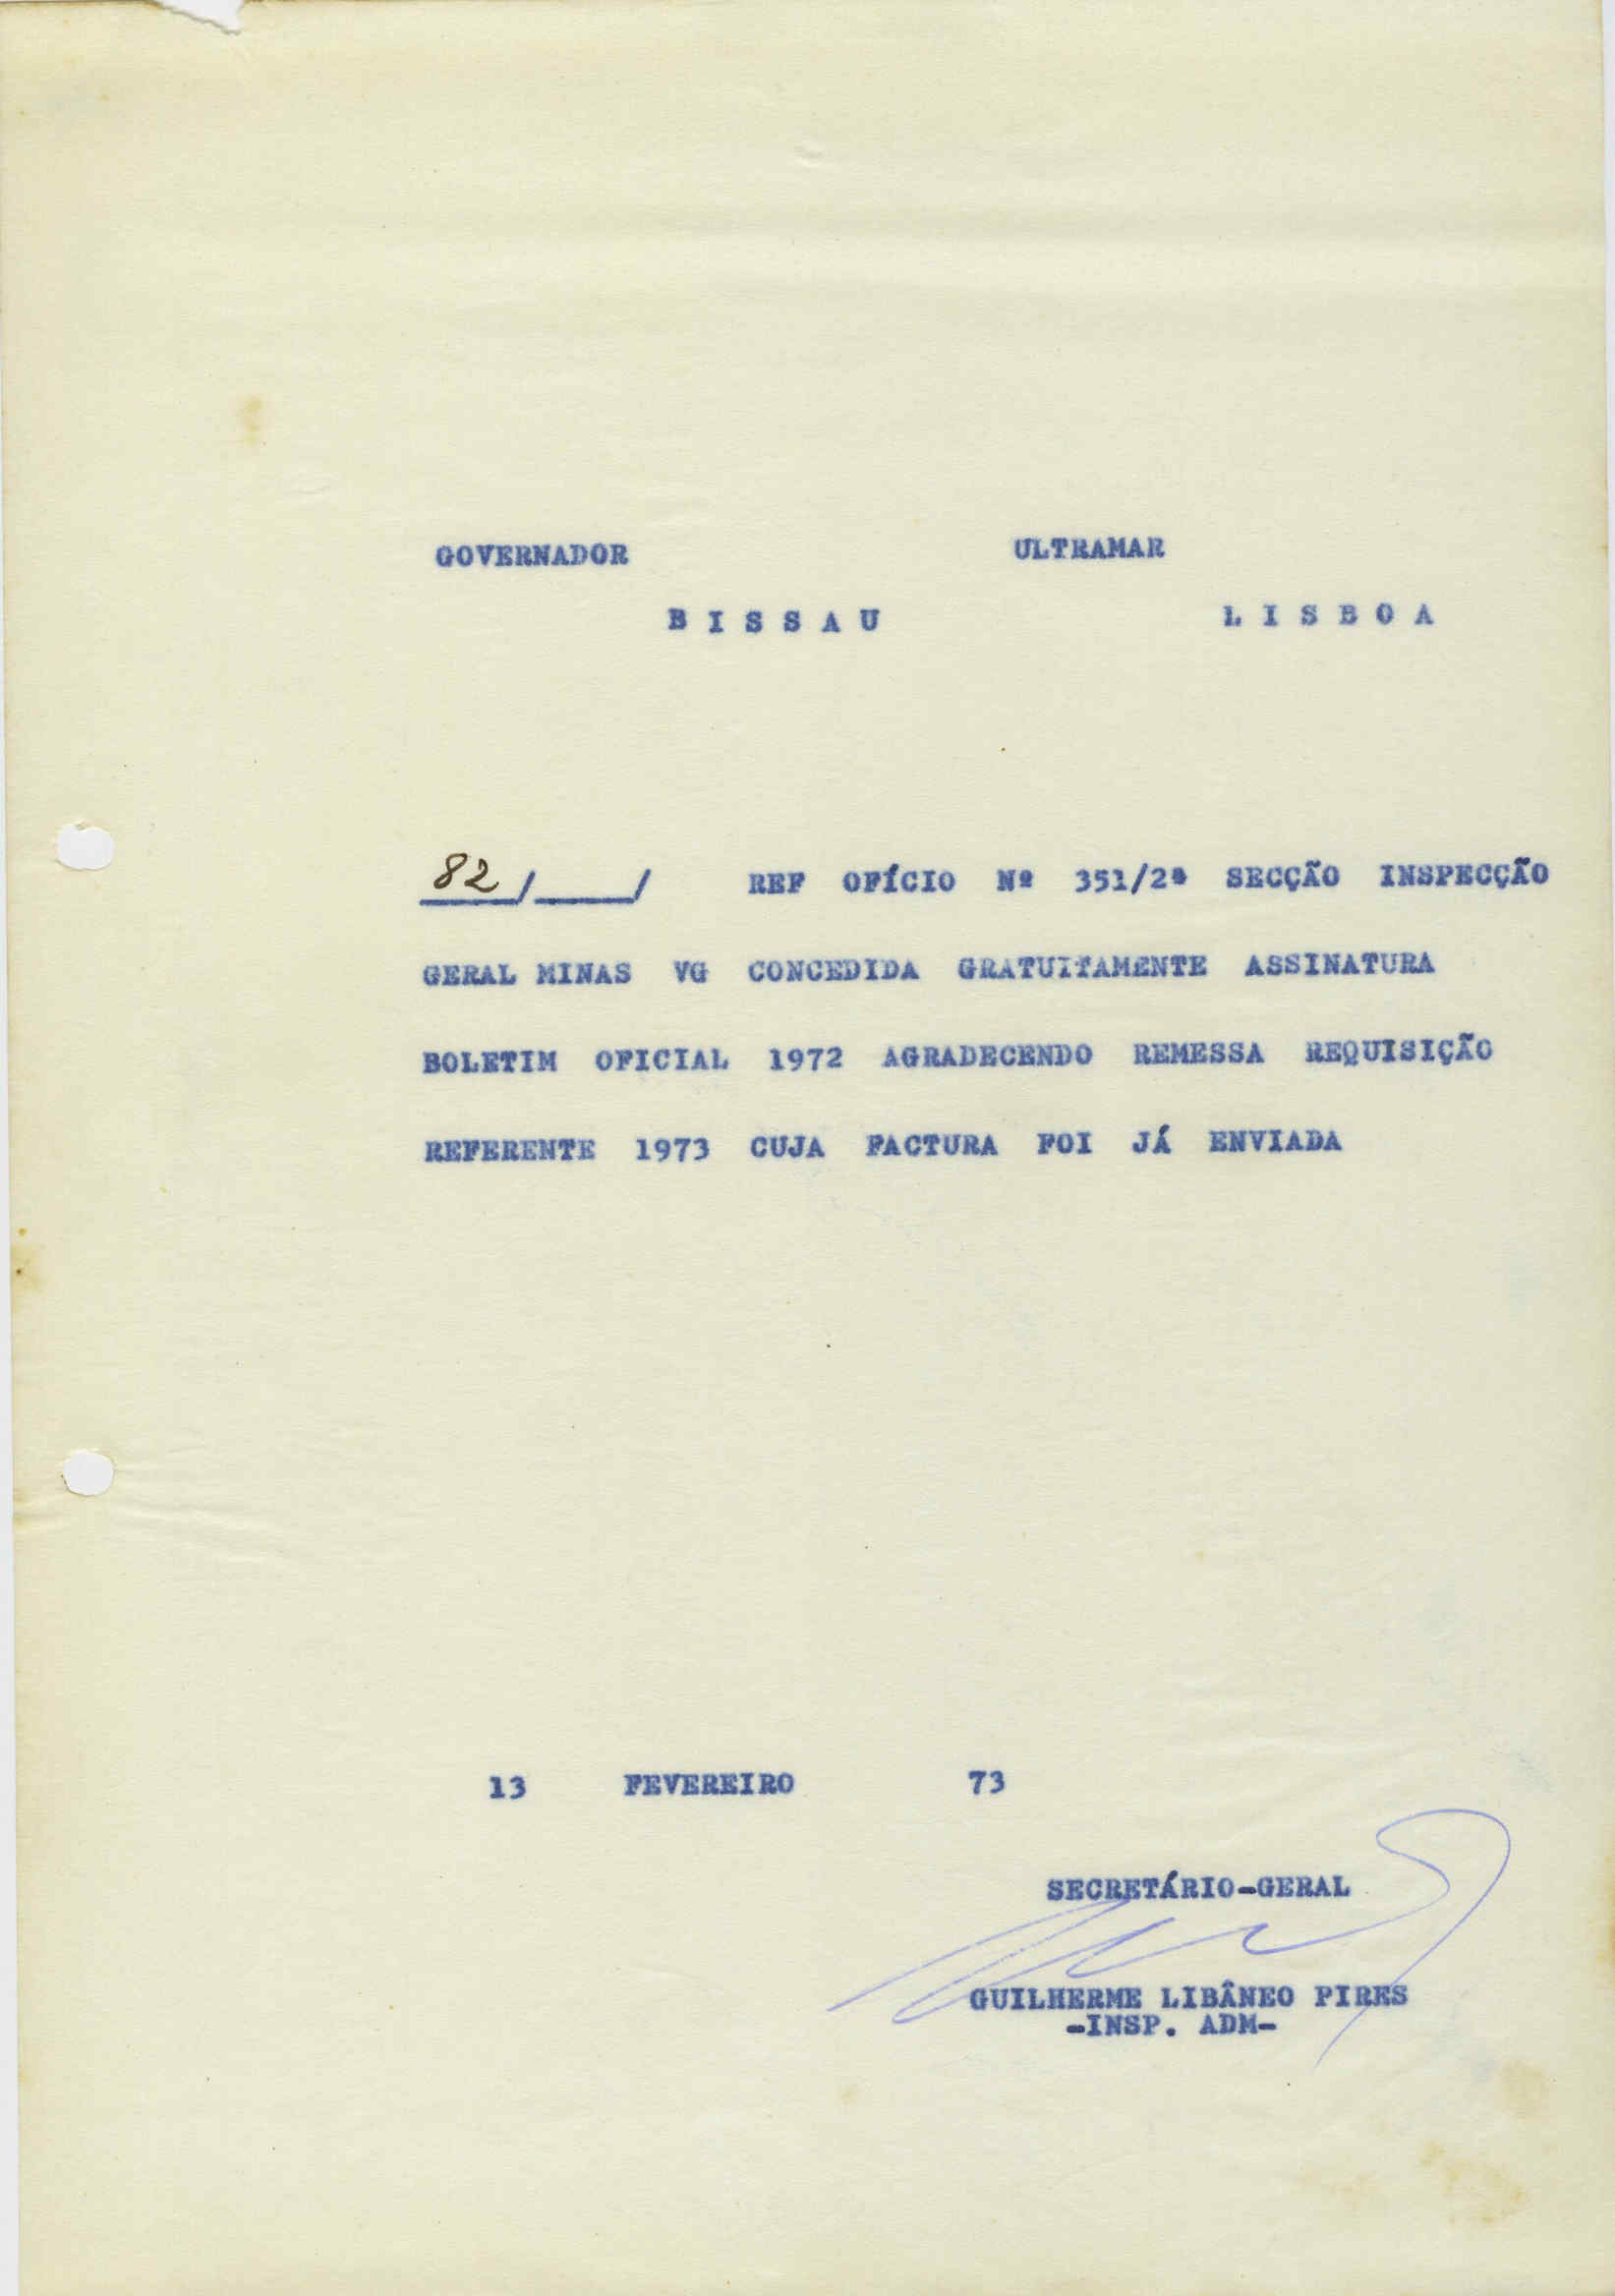 GOVERNADOR ULTRAMAR
B I S S A U L I S B O A
82/___/ REF OFÍCIO Nº 351/2ª SECÇÃO INSPECÇÃO
GERAL MINAS VG CONCEDIDA GRATUITAMENTE ASSINATURA
BOLETIM OFICIAL 1972 AGRADECENDO REMESSA REQUISIÇÃO
REFERENTE 1973 CUJA FACTURA FOI JÁ ENVIADA
13 FEVEREIRO 73
SECRETÁRIO-GERAL
GUILHERME LIBÂNEO PIRES
-INSP. ADM-